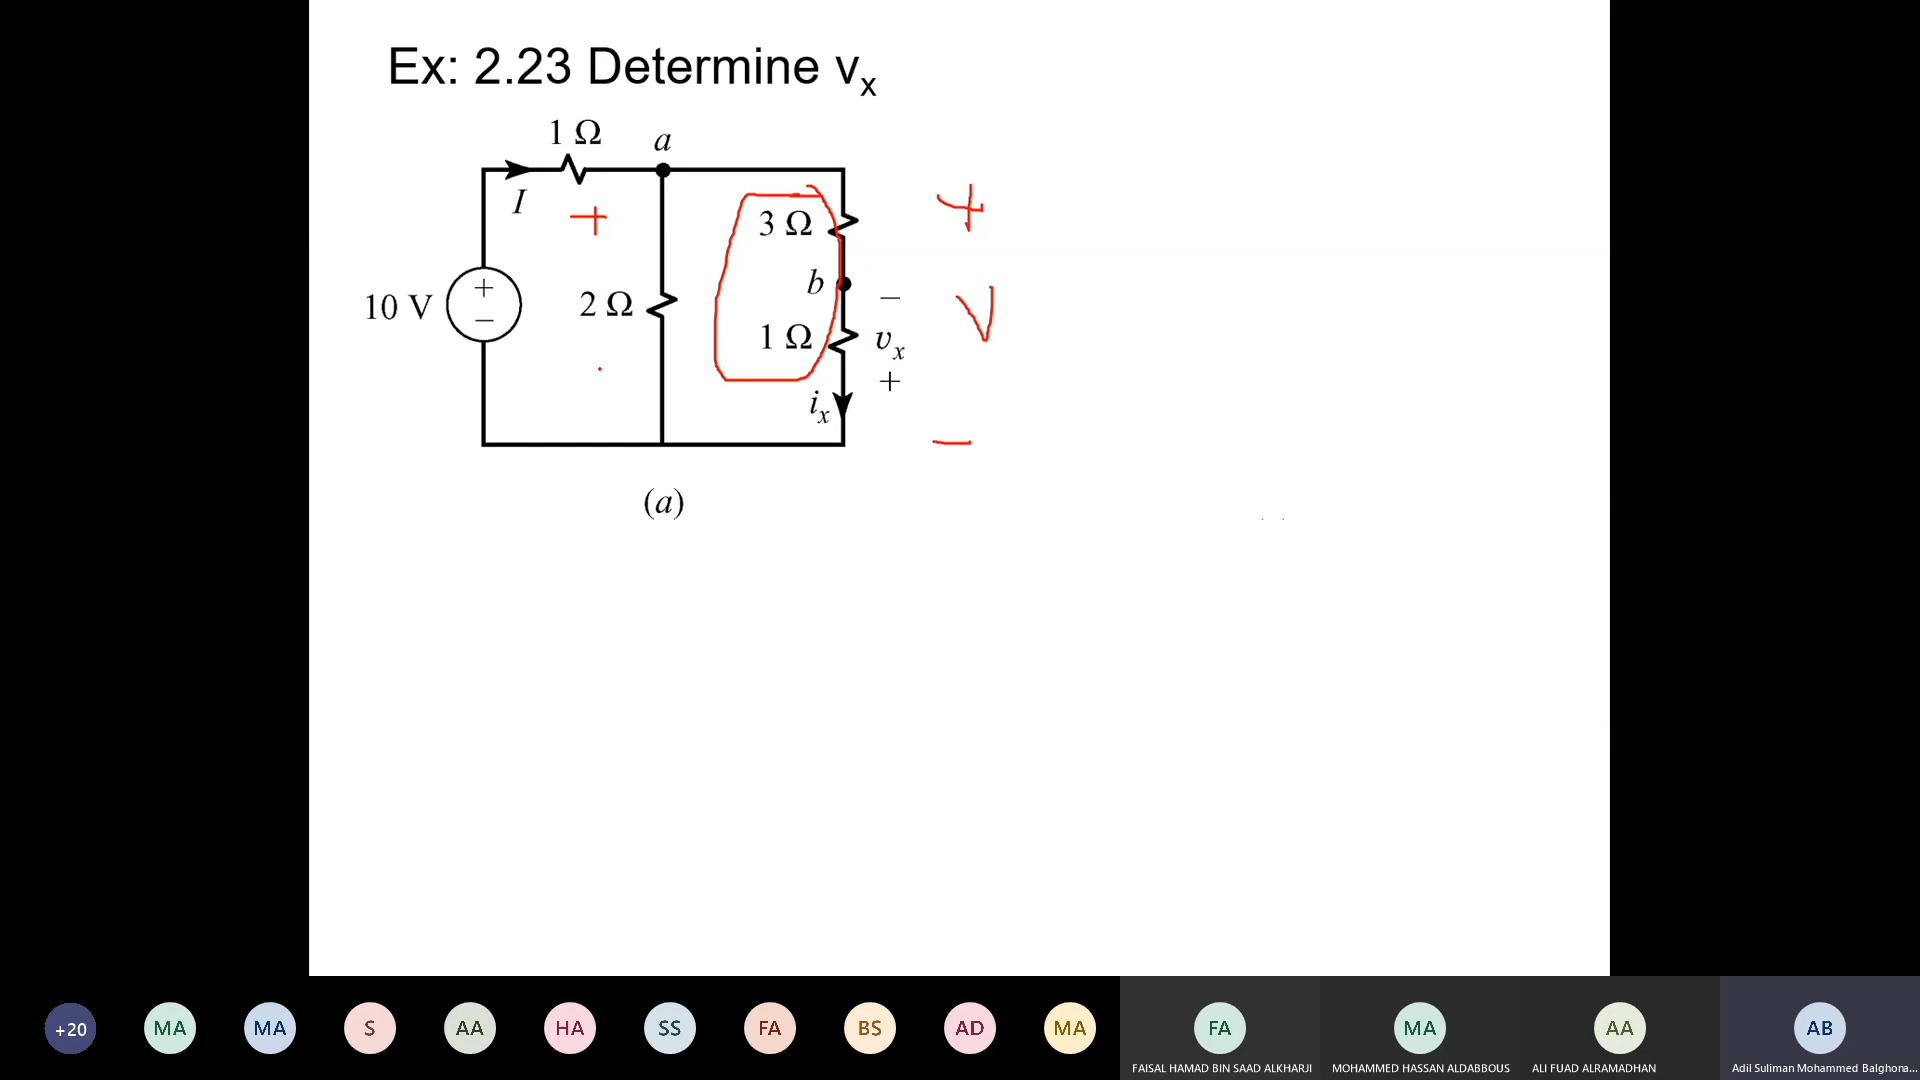 Ex: 2.23 Determine vₓ
1 Ω
a
I
+
+
3 Ω
b
−
V
10 V
+
−
2 Ω
1 Ω
vₓ
+
iₓ
−
(a)
+20
MA
MA
S
AA
HA
SS
FA
BS
AD
MA
FA
MA
AA
AB
FAISAL HAMAD BIN SAAD ALKHARJI
MOHAMMED HASSAN ALDABBOUS
ALI FUAD ALRAMADHAN
Adil Suliman Mohammed Balghona...